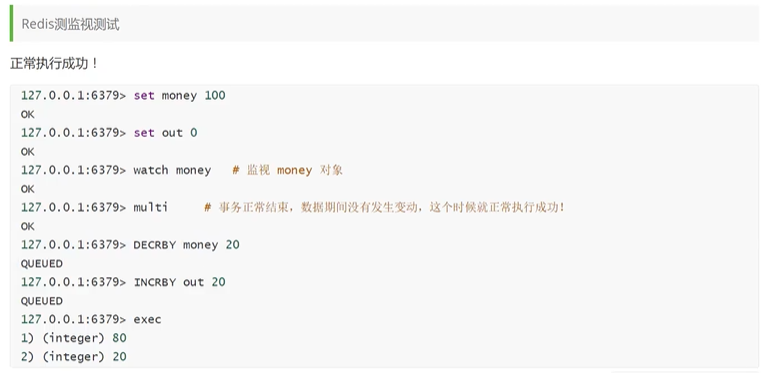 Redis测监视测试
正常执行成功！
127.0.0.1:6379> set money 100
OK
127.0.0.1:6379> set out 0
OK
127.0.0.1:6379> watch money   # 监视 money 对象
OK
127.0.0.1:6379> multi     # 事务正常结束，数据期间没有发生变动，这个时候就正常执行成功！
OK
127.0.0.1:6379> DECRBY money 20
QUEUED
127.0.0.1:6379> INCRBY out 20
QUEUED
127.0.0.1:6379> exec
1) (integer) 80
2) (integer) 20